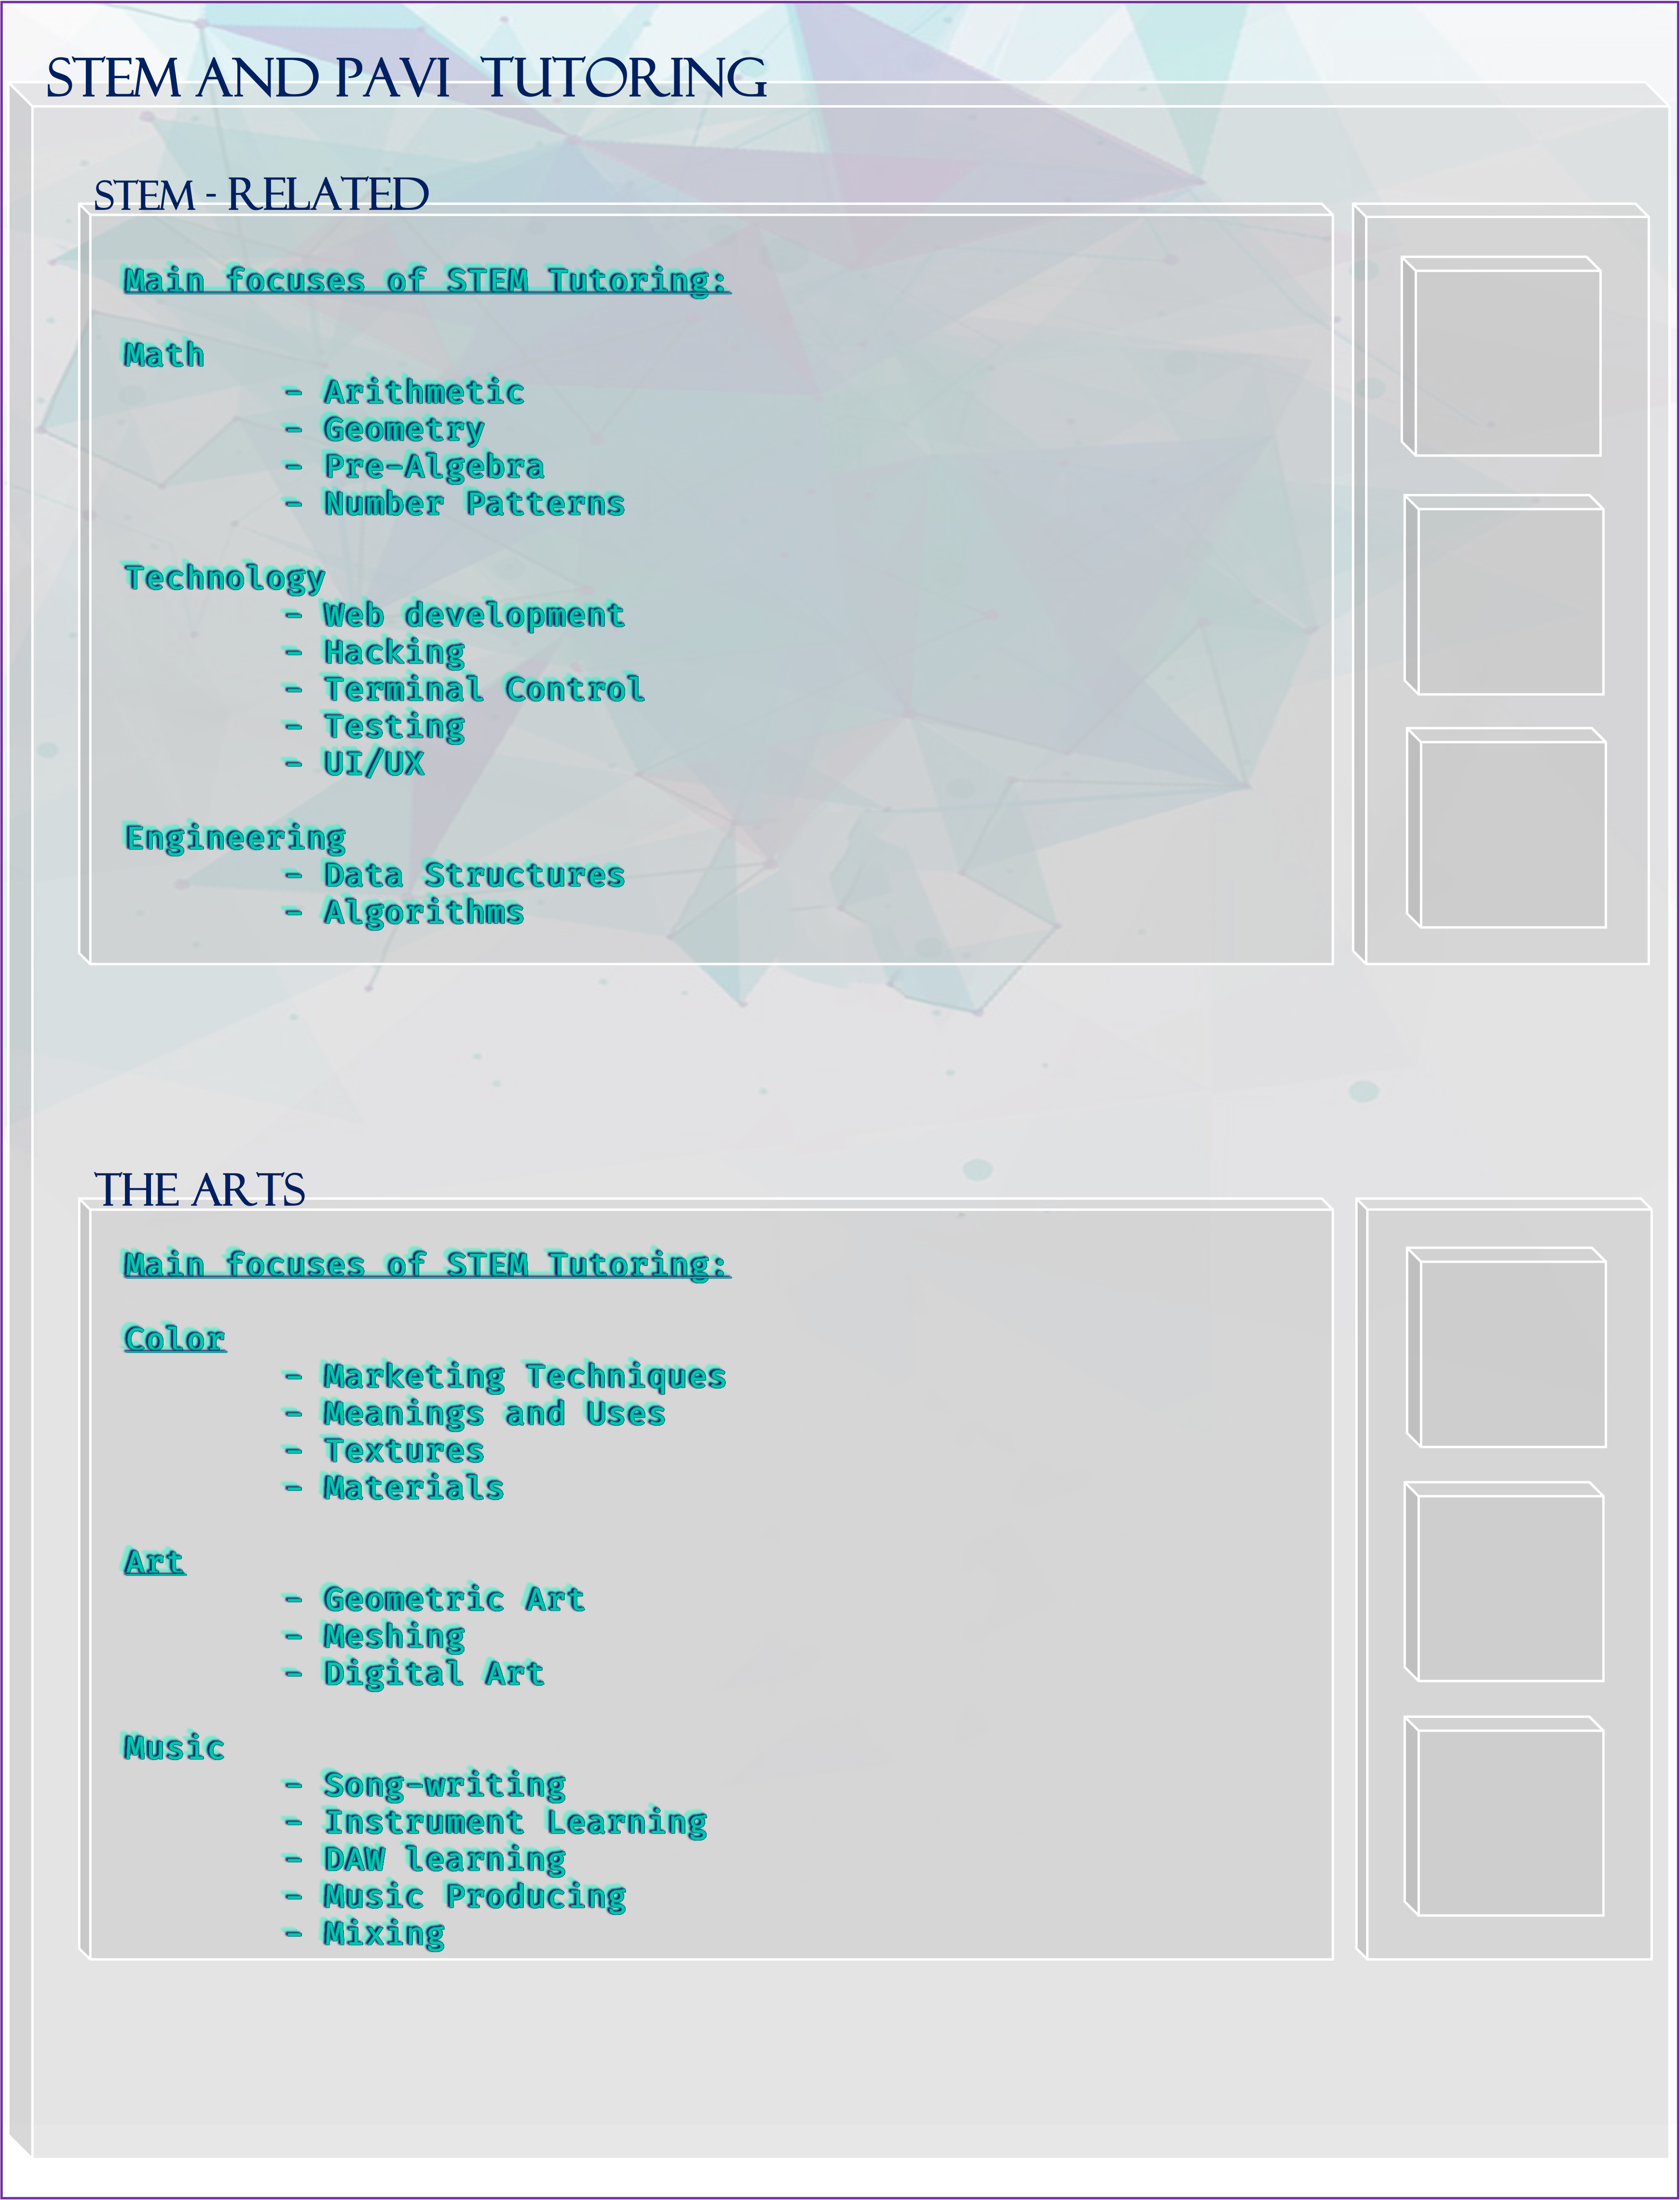 STEM AND PAVI TUTORING
STEM - RELATED
Main focuses of STEM Tutoring:
Math
- Arithmetic
- Geometry
- Pre-Algebra
- Number Patterns
Technology
- Web development
- Hacking
- Terminal Control
- Testing
- UI/UX
Engineering
- Data Structures
- Algorithms
THE ARTS
Main focuses of STEM Tutoring:
Color
- Marketing Techniques
- Meanings and Uses
- Textures
- Materials
Art
- Geometric Art
- Meshing
- Digital Art
Music
- Song-writing
- Instrument Learning
- DAW learning
- Music Producing
- Mixing